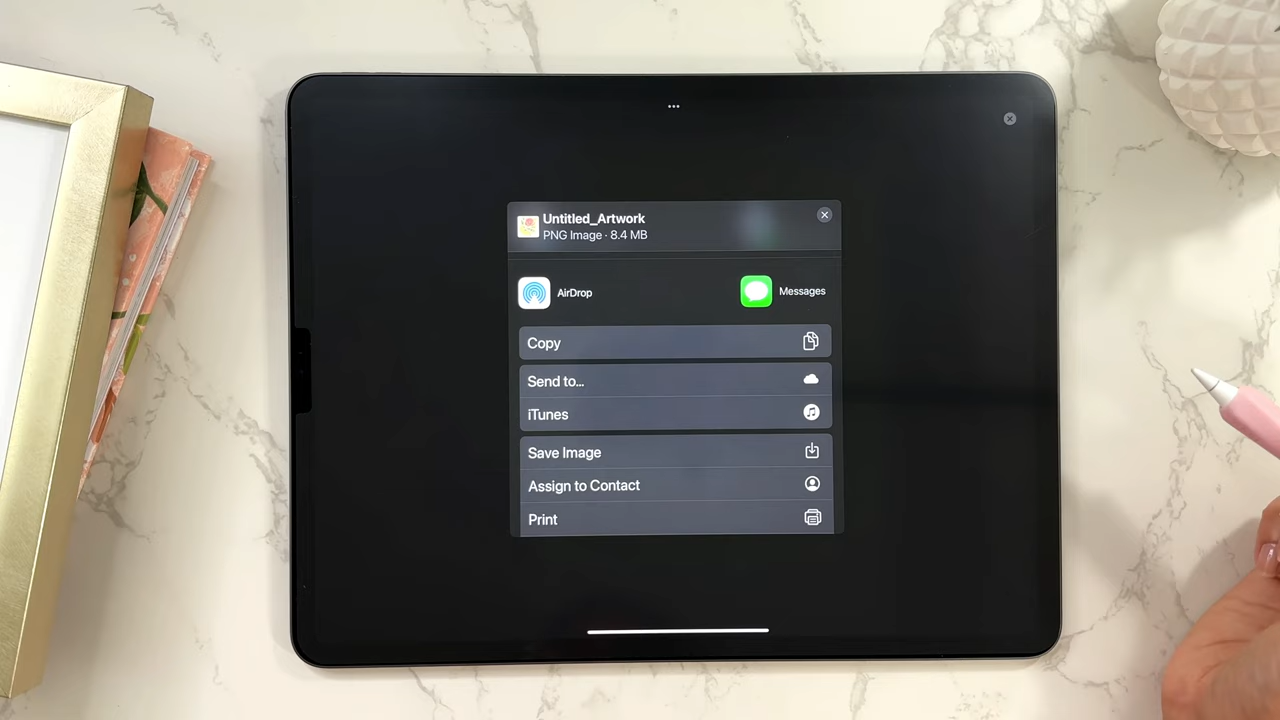 Untitled_Artwork
PNG Image · 8.4 MB
AirDrop
Messages
Copy
Send to...
iTunes
Save Image
Assign to Contact
Print